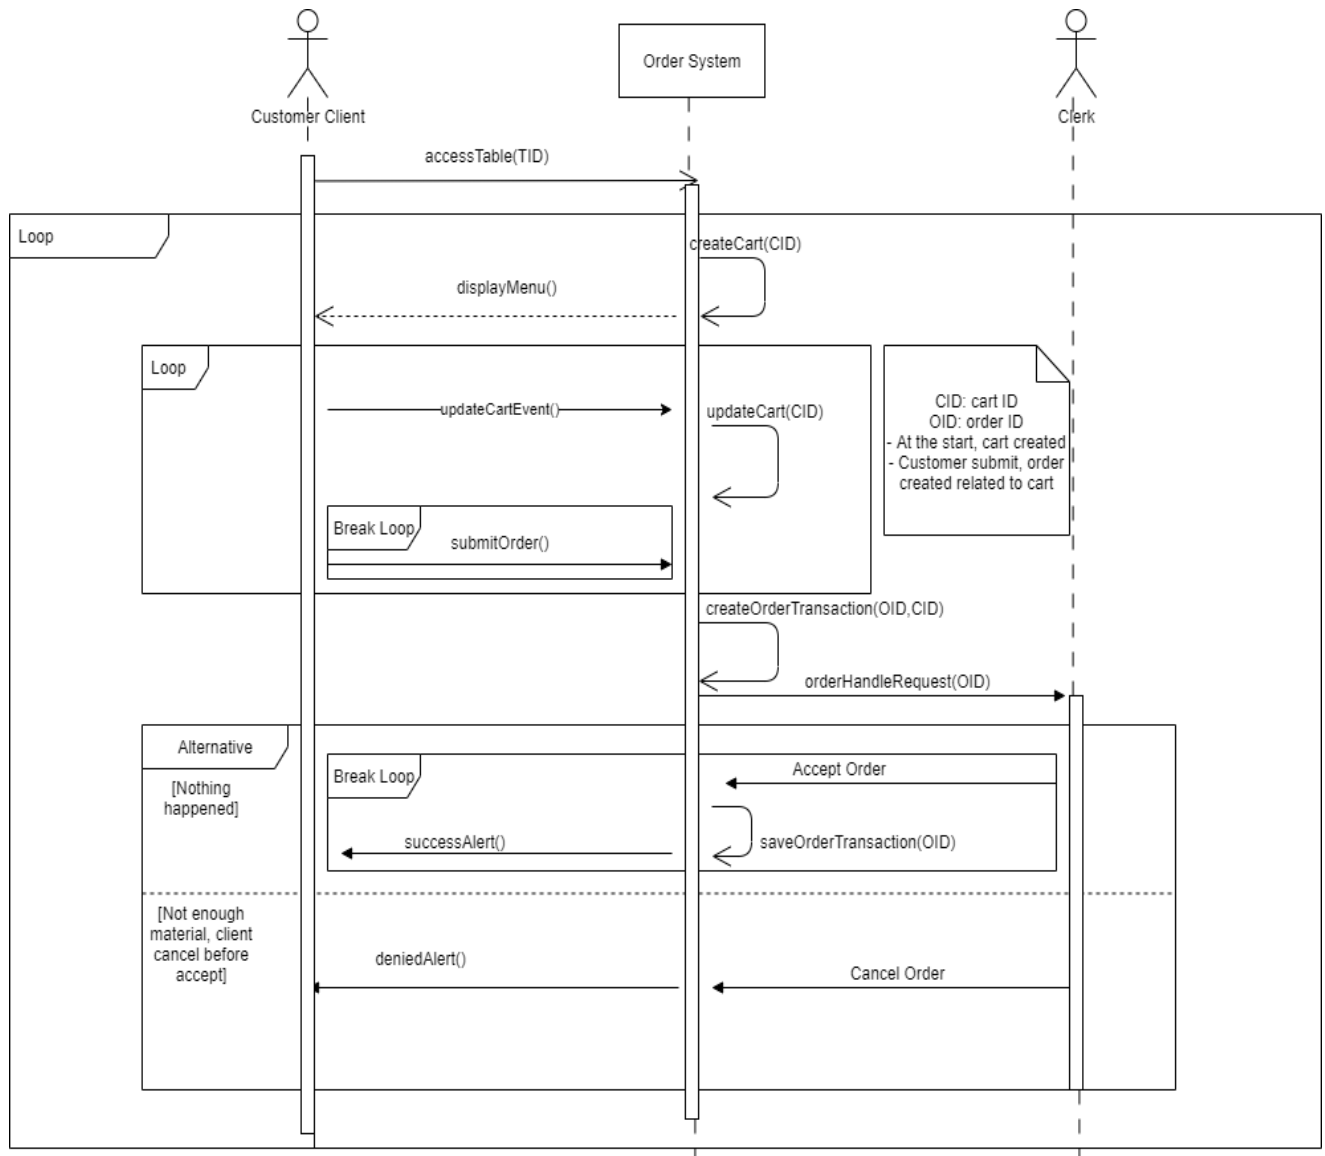 Customer Client
Order System
Clerk
accessTable(TID)
Loop
createCart(CID)
displayMenu()
Loop
updateCartEvent()
updateCart(CID)
CID: cart ID
OID: order ID
- At the start, cart created
- Customer submit, order
created related to cart
Break Loop
submitOrder()
createOrderTransaction(OID,CID)
orderHandleRequest(OID)
Alternative
[Nothing
happened]
Break Loop
Accept Order
successAlert()
saveOrderTransaction(OID)
[Not enough
material, client
cancel before
accept]
deniedAlert()
Cancel Order